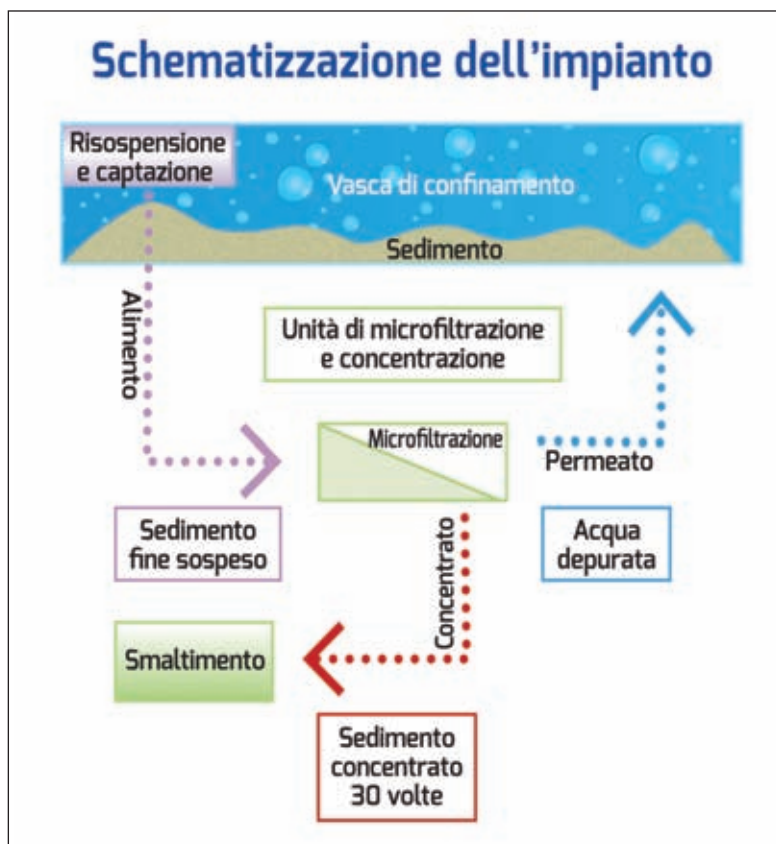 Schematizzazione dell'impianto
Risospensione
e captazione
Vasca di confinamento
Sedimento
Alimento
Unità di microfiltrazione
e concentrazione
Microfiltrazione
Permeato
Sedimento
fine sospeso
Concentrato
Acqua
depurata
Smaltimento
Sedimento
concentrato
30 volte